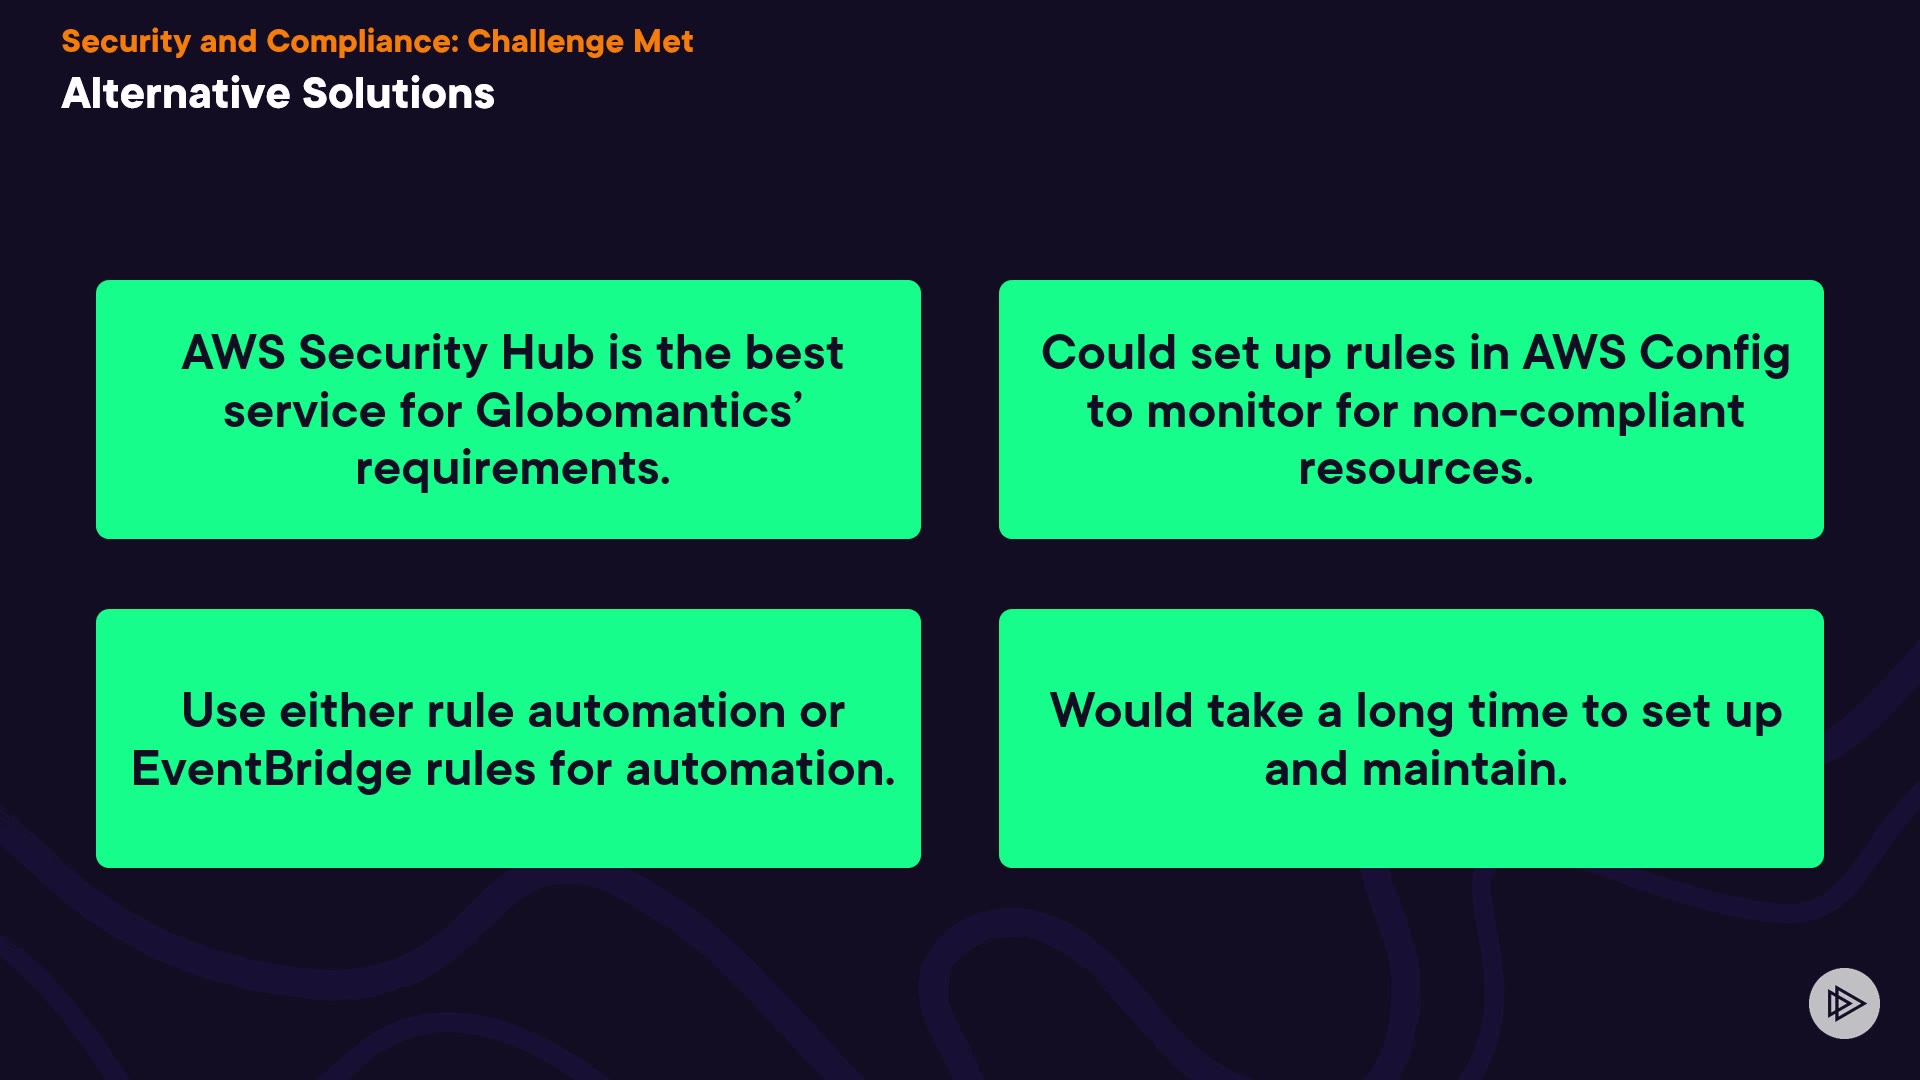 Security and Compliance: Challenge Met
Alternative Solutions
AWS Security Hub is the best
service for Globomantics’
requirements.
Could set up rules in AWS Config
to monitor for non-compliant
resources.
Use either rule automation or
EventBridge rules for automation.
Would take a long time to set up
and maintain.